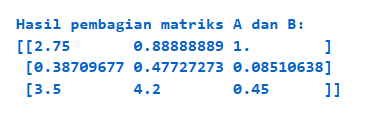 Hasil pembagian matriks A dan B:
[[2.75       0.88888889 1.        ]
 [0.38709677 0.47727273 0.08510638]
 [3.5        4.2        0.45      ]]